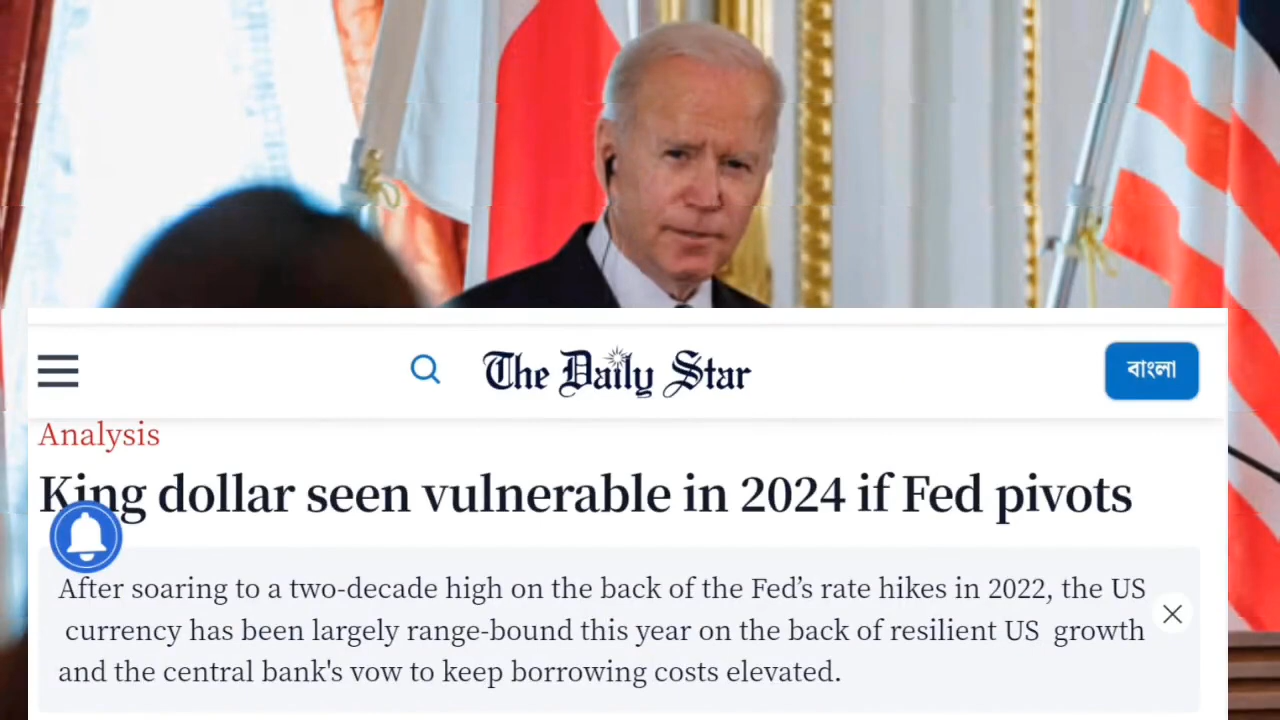 The Daily Star
বাংলা
Analysis
King dollar seen vulnerable in 2024 if Fed pivots
After soaring to a two-decade high on the back of the Fed’s rate hikes in 2022, the US
currency has been largely range-bound this year on the back of resilient US growth
and the central bank's vow to keep borrowing costs elevated.